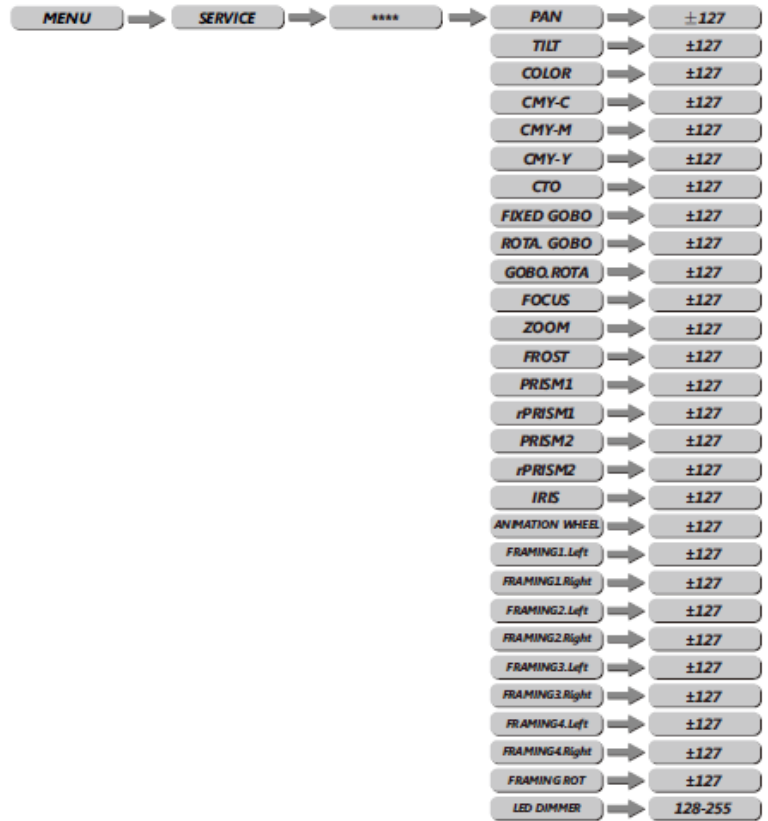 MENU SERVICE **** PAN ±127
TILT ±127
COLOR ±127
CMY-C ±127
CMY-M ±127
CMY-Y ±127
CTO ±127
FIXED GOBO ±127
ROTA. GOBO ±127
GOBO.ROTA ±127
FOCUS ±127
ZOOM ±127
FROST ±127
PRISM1 ±127
rPRISM1 ±127
PRISM2 ±127
rPRISM2 ±127
IRIS ±127
ANIMATION WHEEL ±127
FRAMING1.Left ±127
FRAMING1.Right ±127
FRAMING2.Left ±127
FRAMING2.Right ±127
FRAMING3.Left ±127
FRAMING3.Right ±127
FRAMING4.Left ±127
FRAMING4.Right ±127
FRAMING ROT ±127
LED DIMMER 128-255